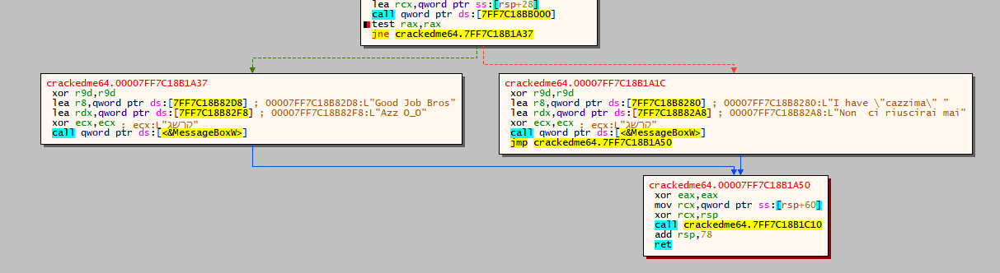 lea rcx,qword ptr ss:[rsp+28]
call qword ptr ds:[7FF7C18BB000]
test rax,rax
jne crackedme64.7FF7C18B1A37
crackedme64.00007FF7C18B1A37
xor r9d,r9d
lea r8,qword ptr ds:[7FF7C18B82D8] ; 00007FF7C18B82D8:L"Good Job Bros"
lea rdx,qword ptr ds:[7FF7C18B82F8] ; 00007FF7C18B82F8:L"Azz O_O"
xor ecx,ecx ; ecx:L"קרשגל"
call qword ptr ds:[<&MessageBoxW>]
crackedme64.00007FF7C18B1A1C
xor r9d,r9d
lea r8,qword ptr ds:[7FF7C18B8280] ; 00007FF7C18B8280:L"I have \"cazzima\" "
lea rdx,qword ptr ds:[7FF7C18B82A8] ; 00007FF7C18B82A8:L"Non  ci riuscirai mai"
xor ecx,ecx ; ecx:L"קרשגל"
call qword ptr ds:[<&MessageBoxW>]
jmp crackedme64.7FF7C18B1A50
crackedme64.00007FF7C18B1A50
xor eax,eax
mov rcx,qword ptr ss:[rsp+60]
xor rcx,rsp
call crackedme64.7FF7C18B1C10
add rsp,78
ret